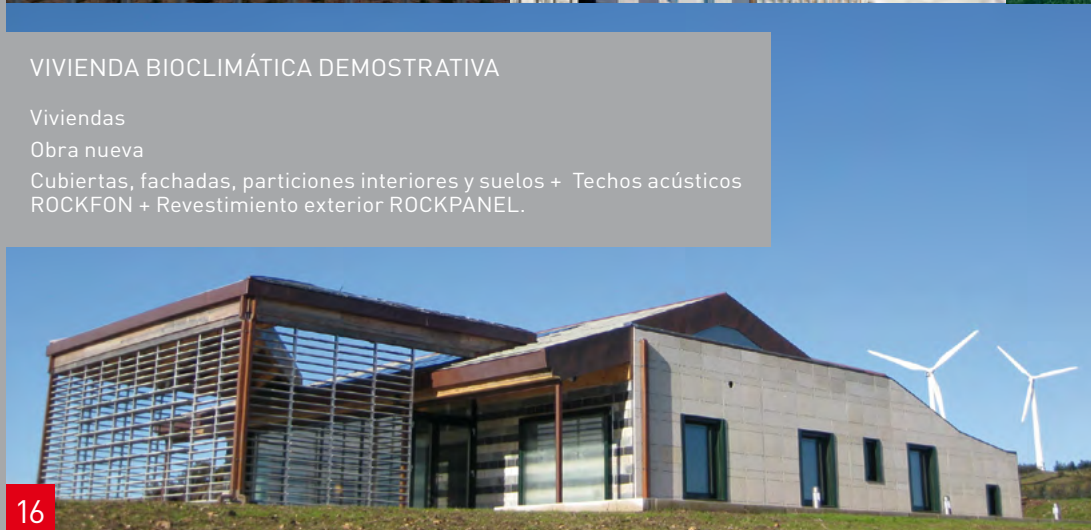 VIVIENDA BIOCLIMÁTICA DEMOSTRATIVA
Viviendas
Obra nueva
Cubiertas, fachadas, particiones interiores y suelos + Techos acústicos
ROCKFON + Revestimiento exterior ROCKPANEL.
16